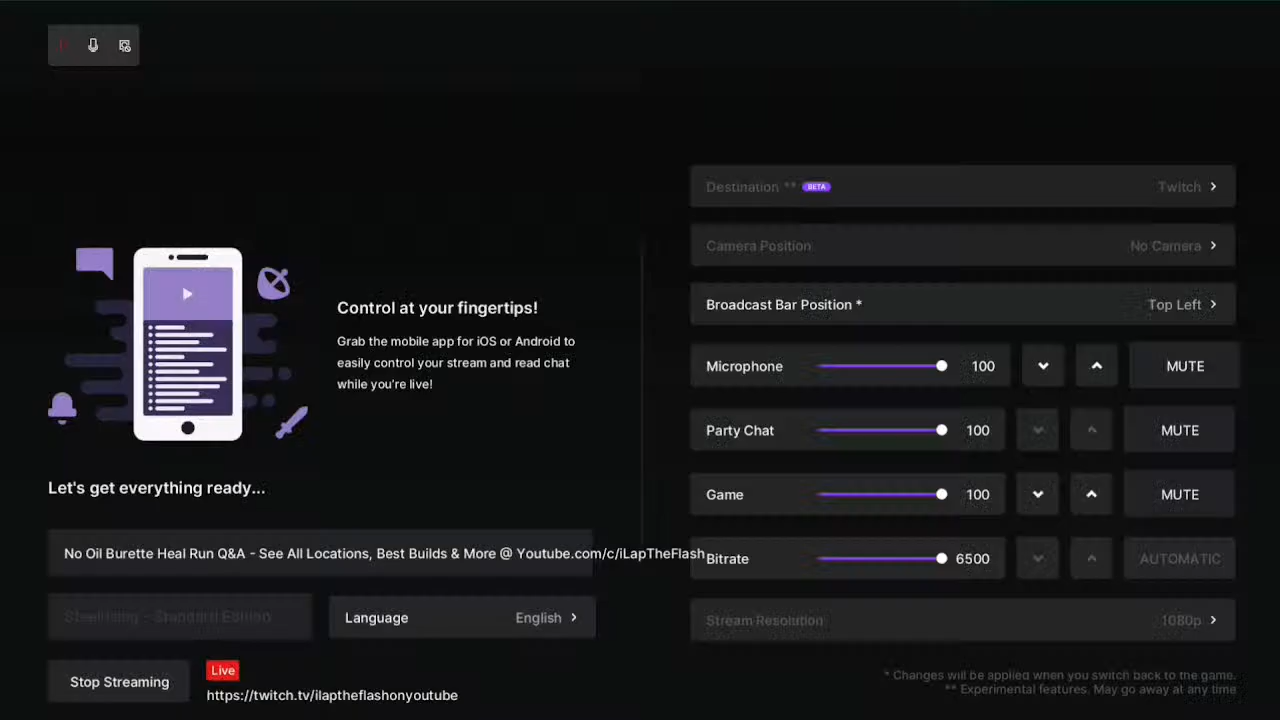 Control at your fingertips!
Grab the mobile app for iOS or Android to
easily control your stream and read chat
while you're live!
Let's get everything ready...
No Oil Burette Heal Run Q&A - See All Locations, Best Builds & More @ Youtube.com/c/iLapTheFlash
Steelrising - Standard Edition
Language English
Stop Streaming
Live
https://twitch.tv/ilaptheflashonyoutube
Destination ** BETA Twitch
Camera Position No Camera
Broadcast Bar Position * Top Left
Microphone 100 MUTE
Party Chat 100 MUTE
Game 100 MUTE
Bitrate 6500 AUTOMATIC
Stream Resolution 1080p
* Changes will be applied when you switch back to the game.
** Experimental features. May go away at any time